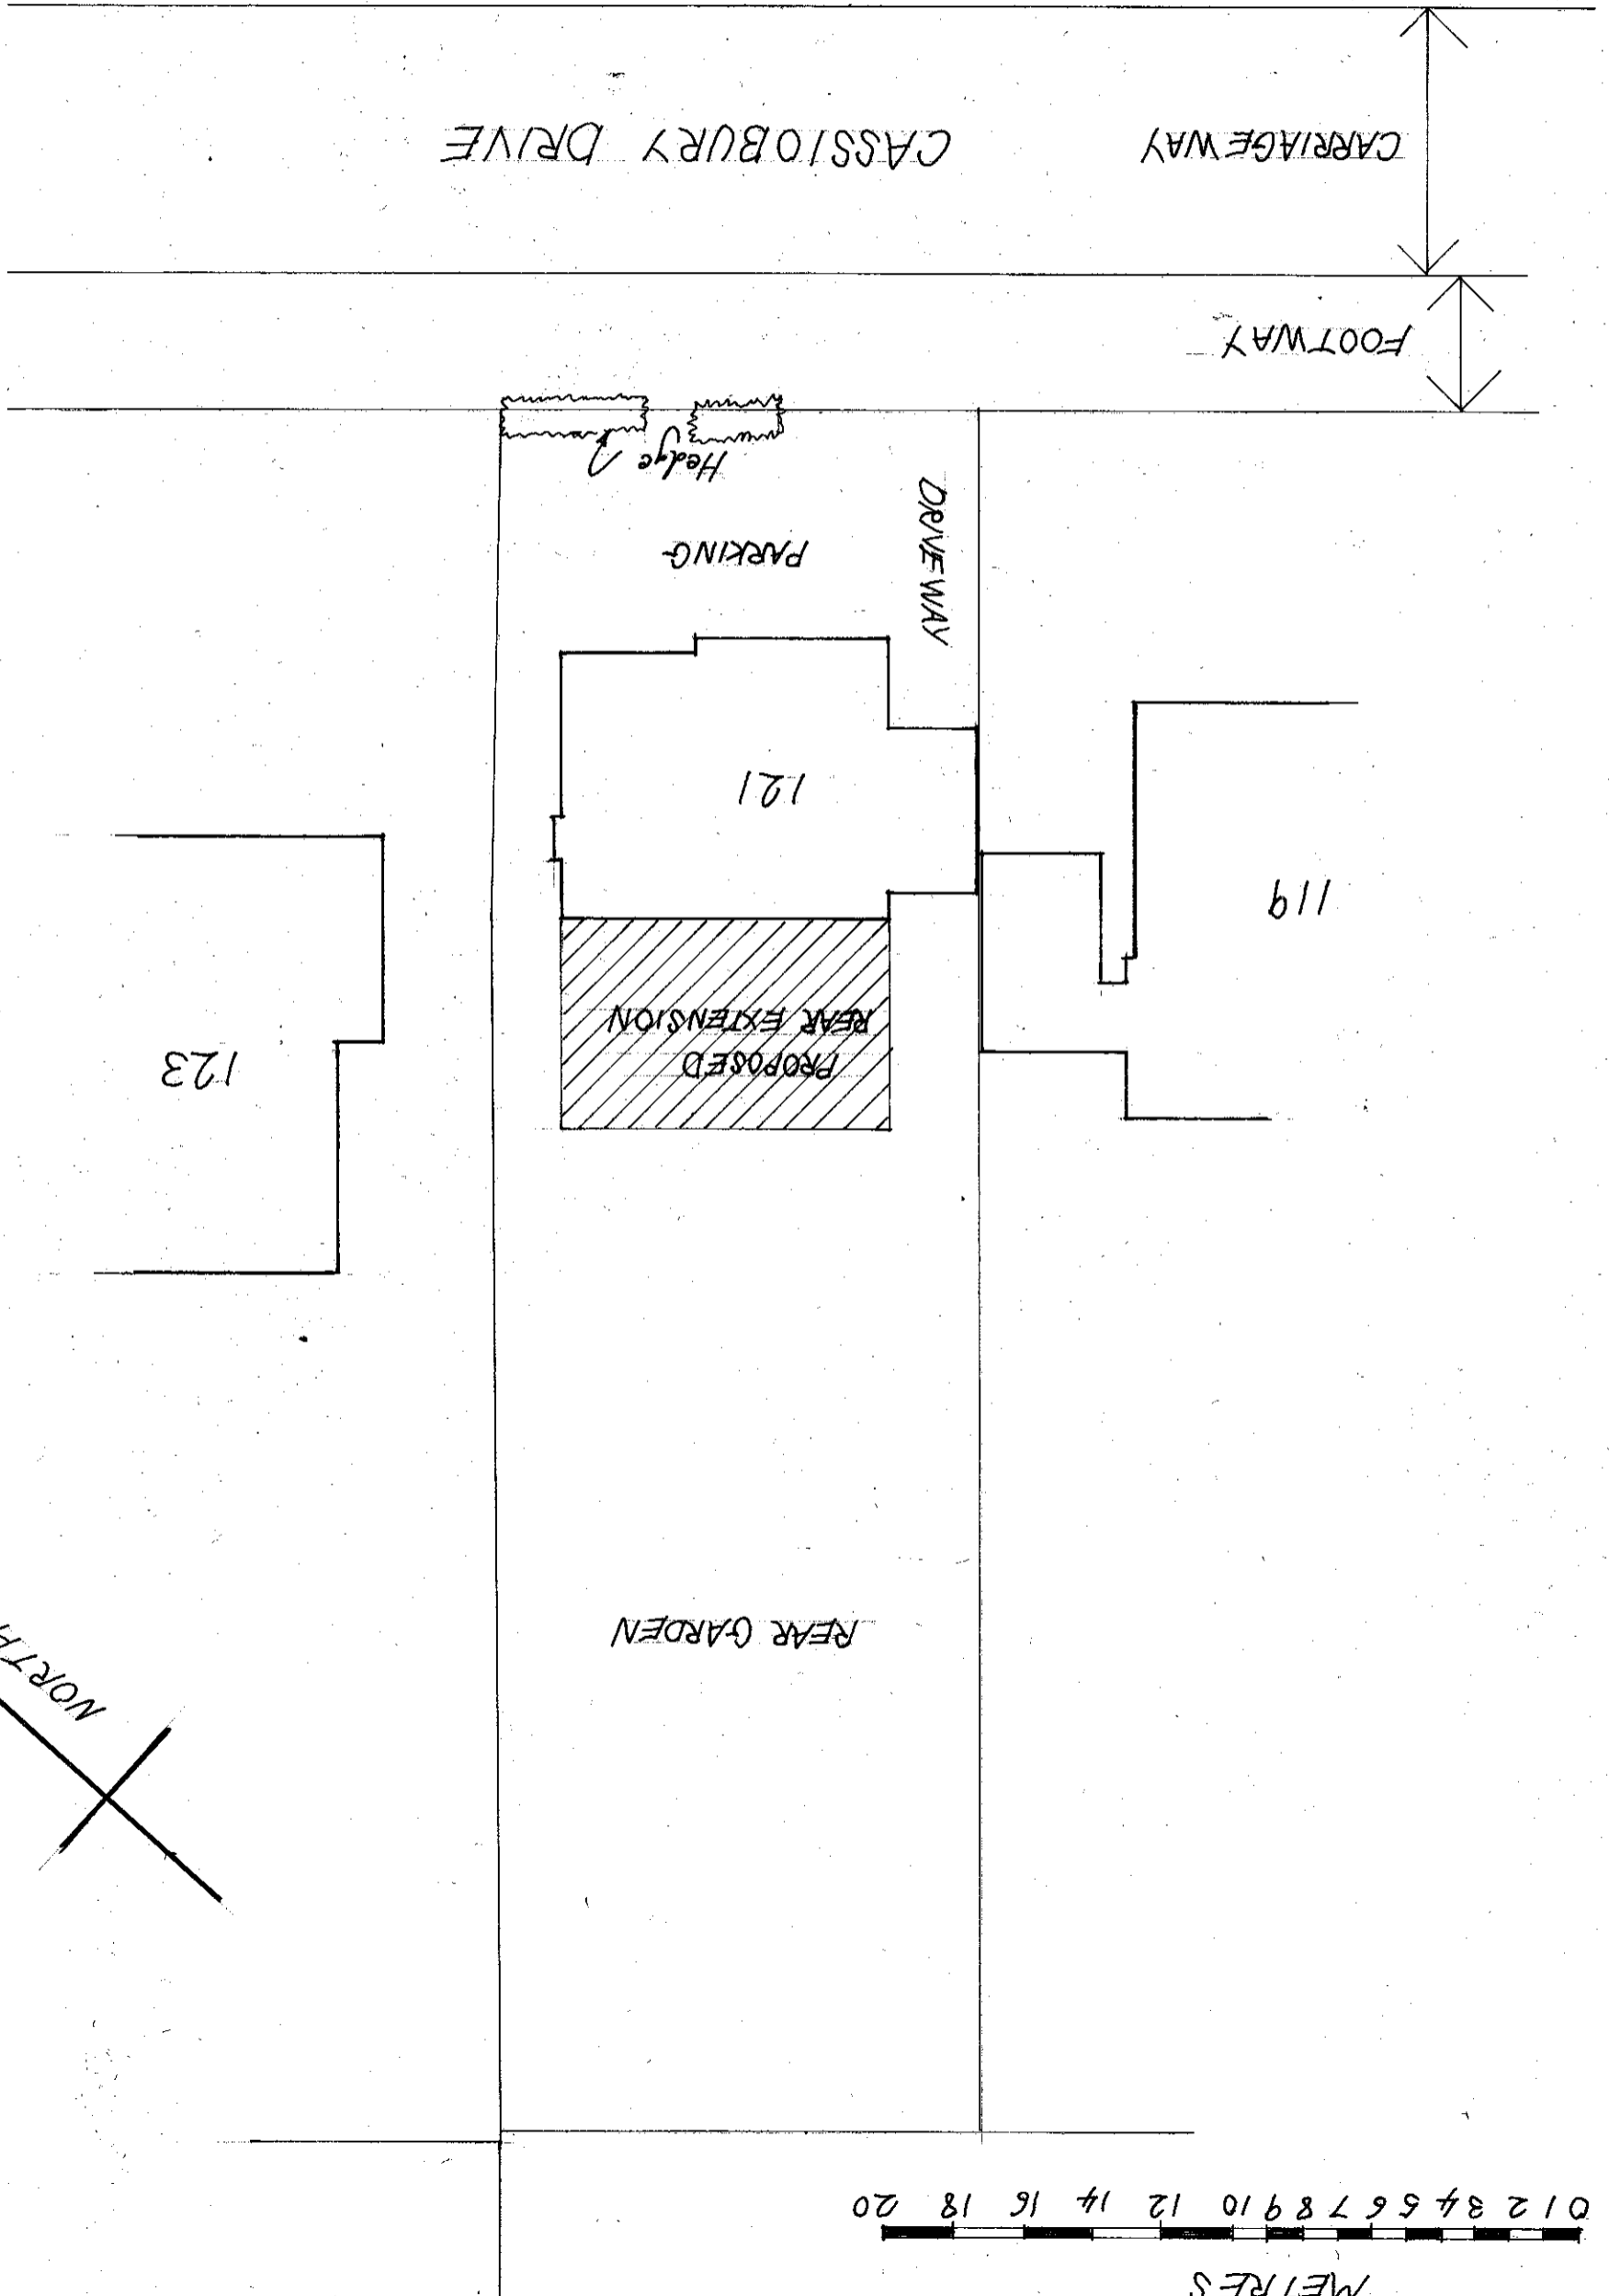 METRES
0 1 2 3 4 5 6 7 8 9 10 12 14 16 18 20
NORTH
REAR GARDEN
PROPOSED
REAR EXTENSION
123
119
121
PARKING
DRIVEWAY
Hedge
FOOTWAY
CARRIAGEWAY
CASSIOBURY DRIVE